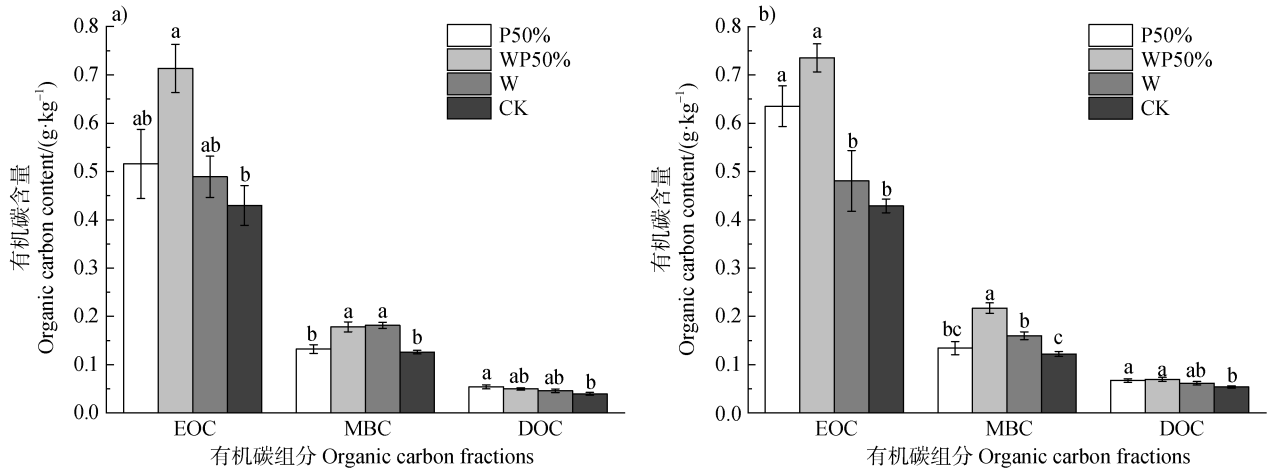 a)
有机碳含量
Organic carbon content/(g·kg⁻¹)
0.8
0.7
0.6
0.5
0.4
0.3
0.2
0.1
0.0
P50%
WP50%
W
CK
ab
a
ab
b
b
a
a
b
a
ab
ab
b
EOC
MBC
DOC
有机碳组分 Organic carbon fractions
b)
有机碳含量
Organic carbon content/(g·kg⁻¹)
0.8
0.7
0.6
0.5
0.4
0.3
0.2
0.1
0.0
P50%
WP50%
W
CK
a
a
b
b
bc
a
b
c
a
a
ab
b
EOC
MBC
DOC
有机碳组分 Organic carbon fractions